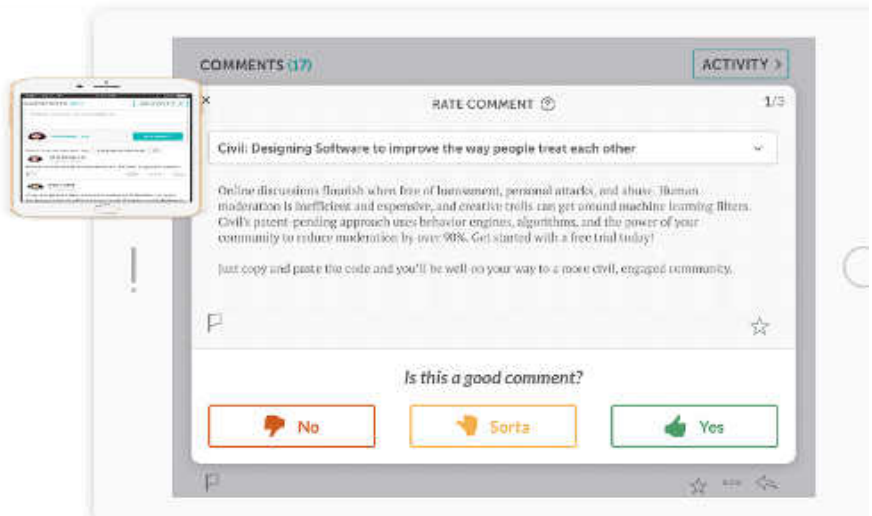 COMMENTS (17)
ACTIVITY >
×
RATE COMMENT ?
1/3
Civil: Designing Software to improve the way people treat each other
Online discussions flourish when free of harassment, personal attacks, and abuse. Human
moderation is inefficient and expensive, and creative trolls can get around machine learning filters.
Civil's patent-pending approach uses behavior engines, algorithms, and the power of your
community to reduce moderation by over 90%. Get started with a free trial today!
Just copy and paste the code and you'll be well on your way to a more civil, engaged community.
Is this a good comment?
No
Sorta
Yes